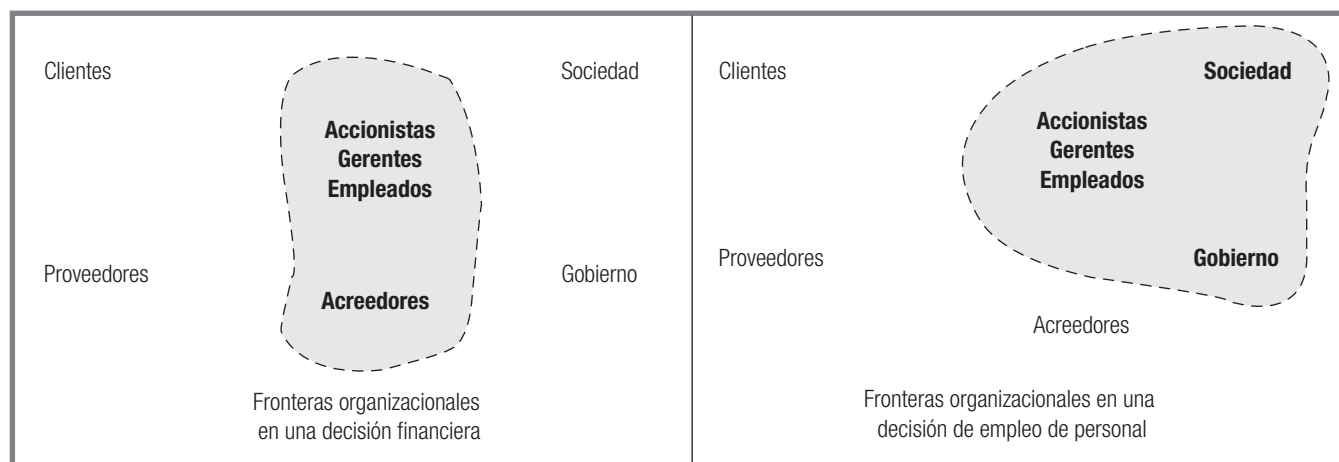 Clientes
Sociedad
Accionistas
Gerentes
Empleados
Proveedores
Gobierno
Acreedores
Fronteras organizacionales
en una decisión financiera
Clientes
Sociedad
Accionistas
Gerentes
Empleados
Proveedores
Gobierno
Acreedores
Fronteras organizacionales en una
decisión de empleo de personal